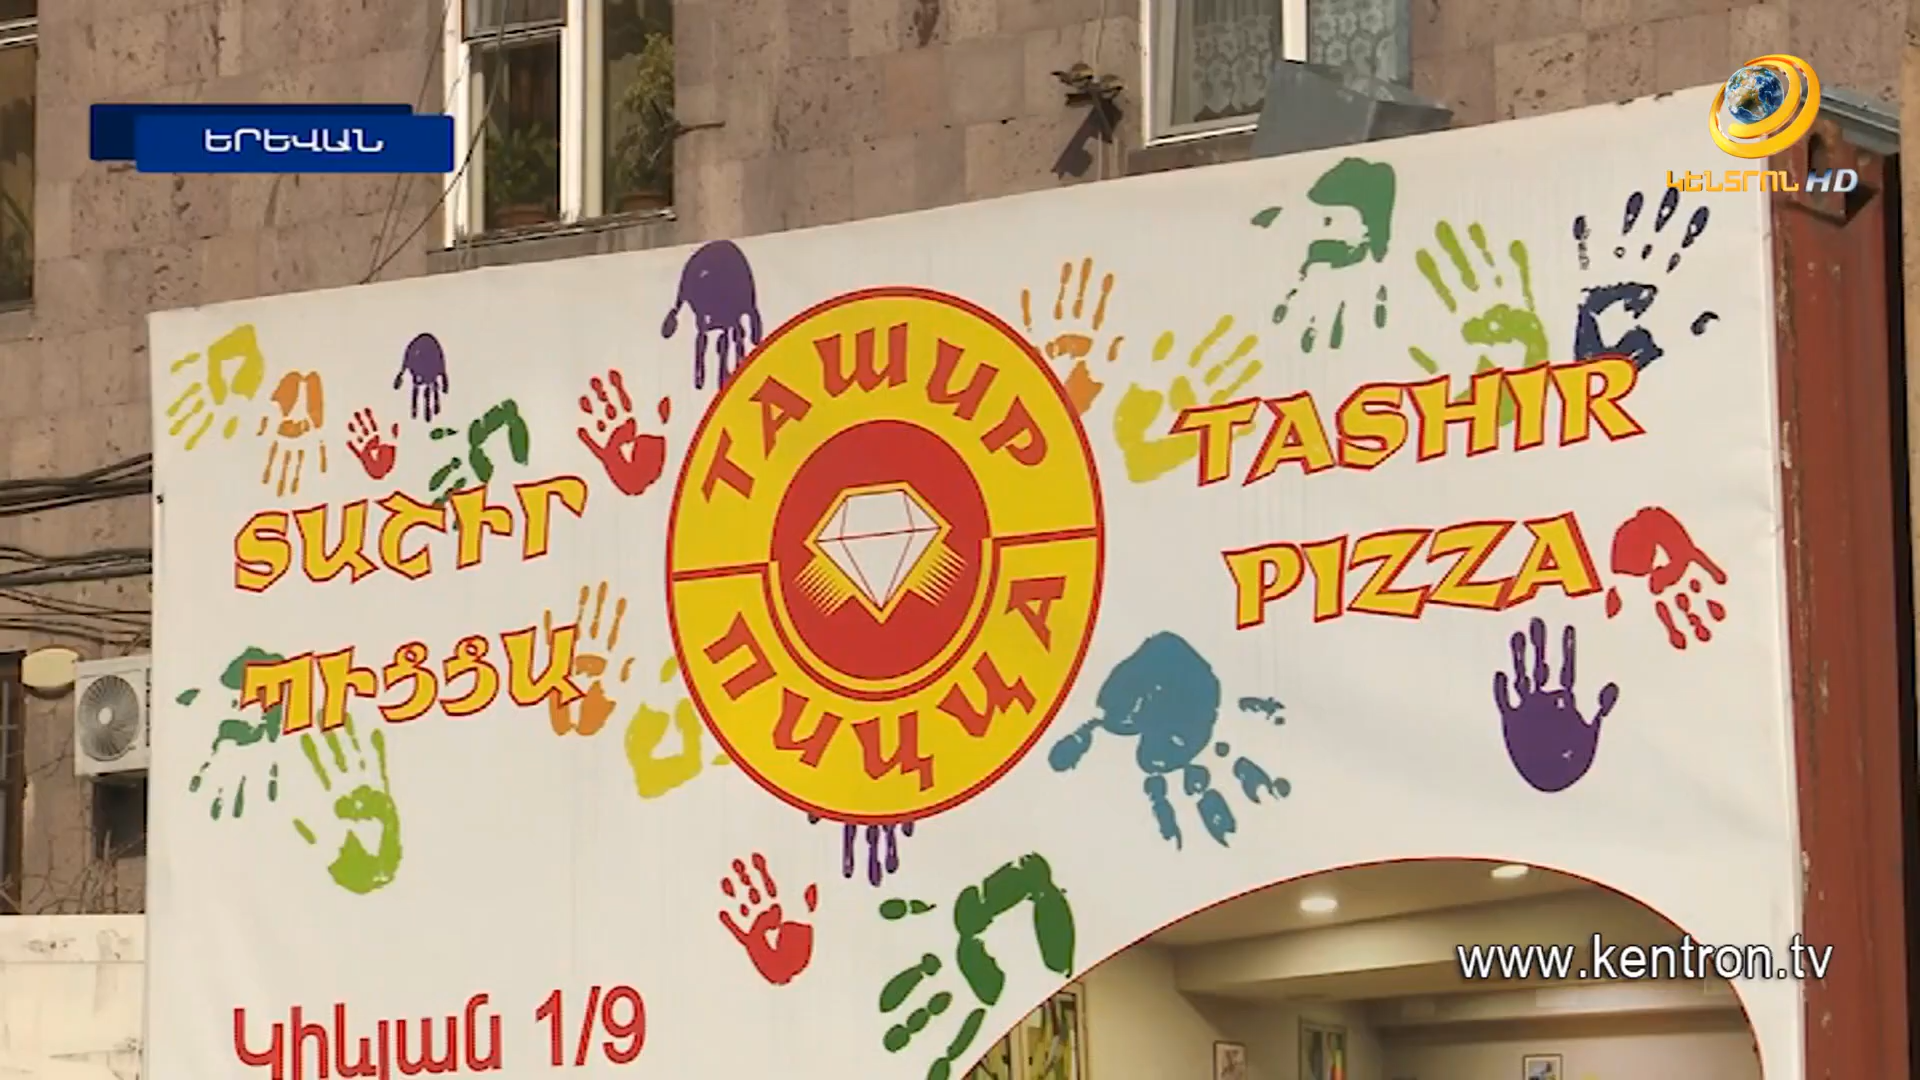 ԵՐԵՎԱՆ
ԿԵՆՏՐՈՆ HD
ТАШИР
ПИЦЦА
ՏԱՇԻՐ
ՊԻՑՑԱ
TASHIR
PIZZA
Կիևյան 1/9
www.kentron.tv